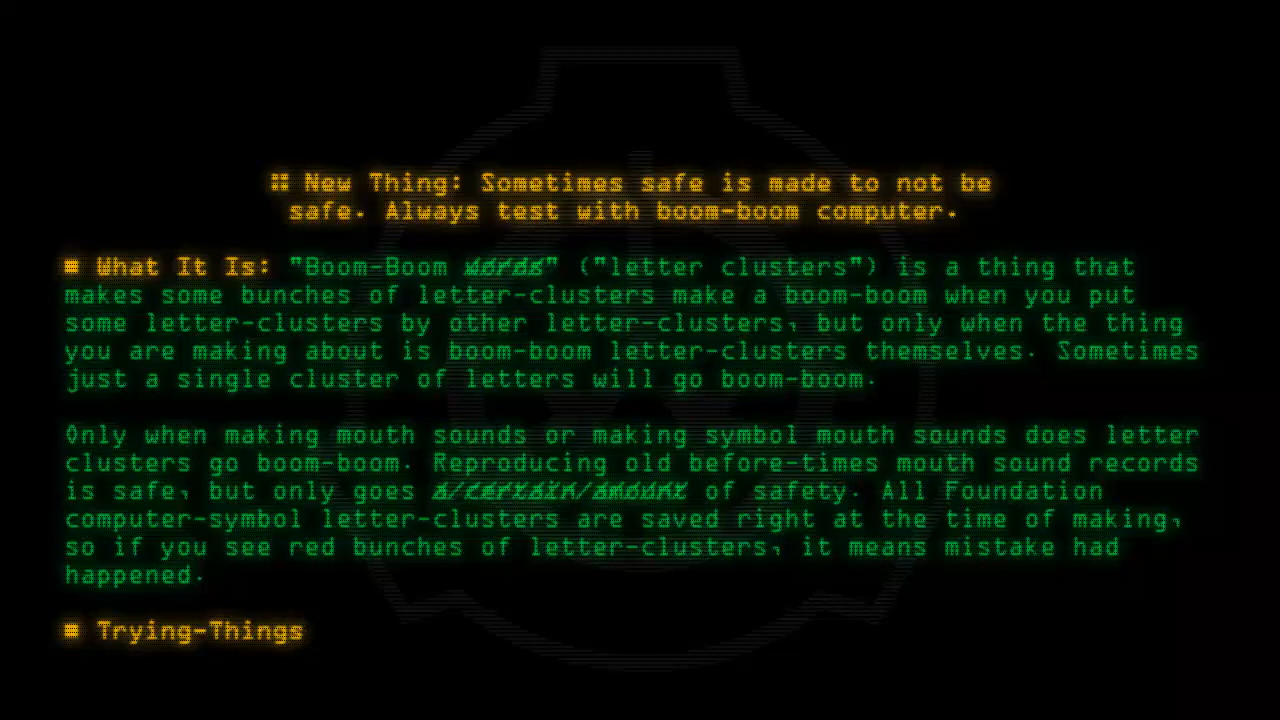 ⠿ New Thing: Sometimes safe is made to not be
safe. Always test with boom-boom computer.
■ What It Is: "Boom-Boom words" ("letter clusters") is a thing that
makes some bunches of letter-clusters make a boom-boom when you put
some letter-clusters by other letter-clusters, but only when the thing
you are making about is boom-boom letter-clusters themselves. Sometimes
just a single cluster of letters will go boom-boom.
Only when making mouth sounds or making symbol mouth sounds does letter
clusters go boom-boom. Reproducing old before-times mouth sound records
is safe, but only goes a/certain/amount of safety. All Foundation
computer-symbol letter-clusters are saved right at the time of making,
so if you see red bunches of letter-clusters, it means mistake had
happened.
■ Trying-Things